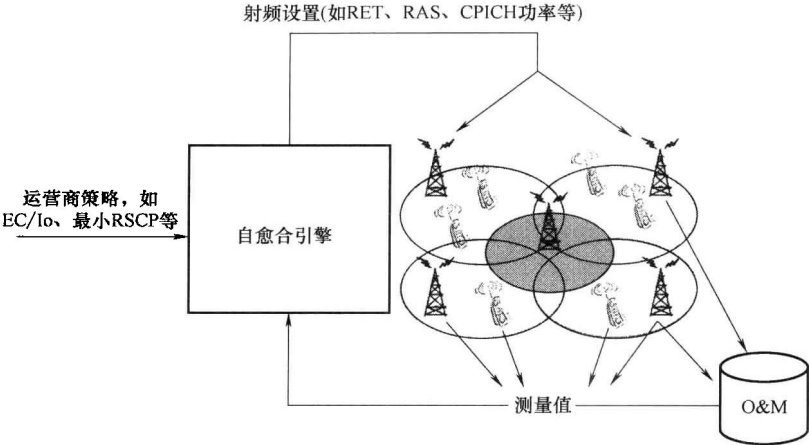 射频设置(如RET、RAS、CPICH功率等)
运营商策略，如
EC/Io、最小RSCP等
自愈合引擎
测量值
O&M